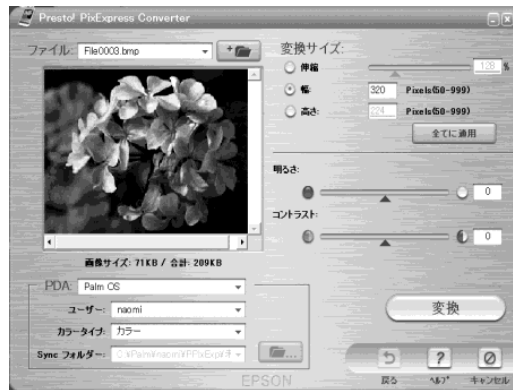 Presto! PixExpress Converter
ファイル: File0003.bmp
変換サイズ:
伸縮 128 %
幅: 320 Pixels(50-999)
高さ: 224 Pixels(50-999)
全てに適用
明るさ: 0
コントラスト: 0
画像サイズ: 71KB / 合計: 209KB
PDA: Palm OS
ユーザー: naomi
カラータイプ: カラー
Sync フォルダー:
変換
戻る ヘルプ キャンセル
EPSON